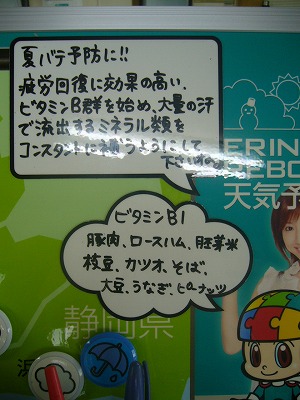 夏バテ予防に!!
疲労回復に効果の高い、
ビタミンB群を始め、大量の汗
で流出するミネラル類を
コンスタントに補うようにして
下さいね
ERIN
EBO
天気予
ビタミンB1
豚肉、ロースハム、胚芽米
枝豆、カツオ、そば、
大豆、うなぎ、ピーナッツ
静岡県
浜